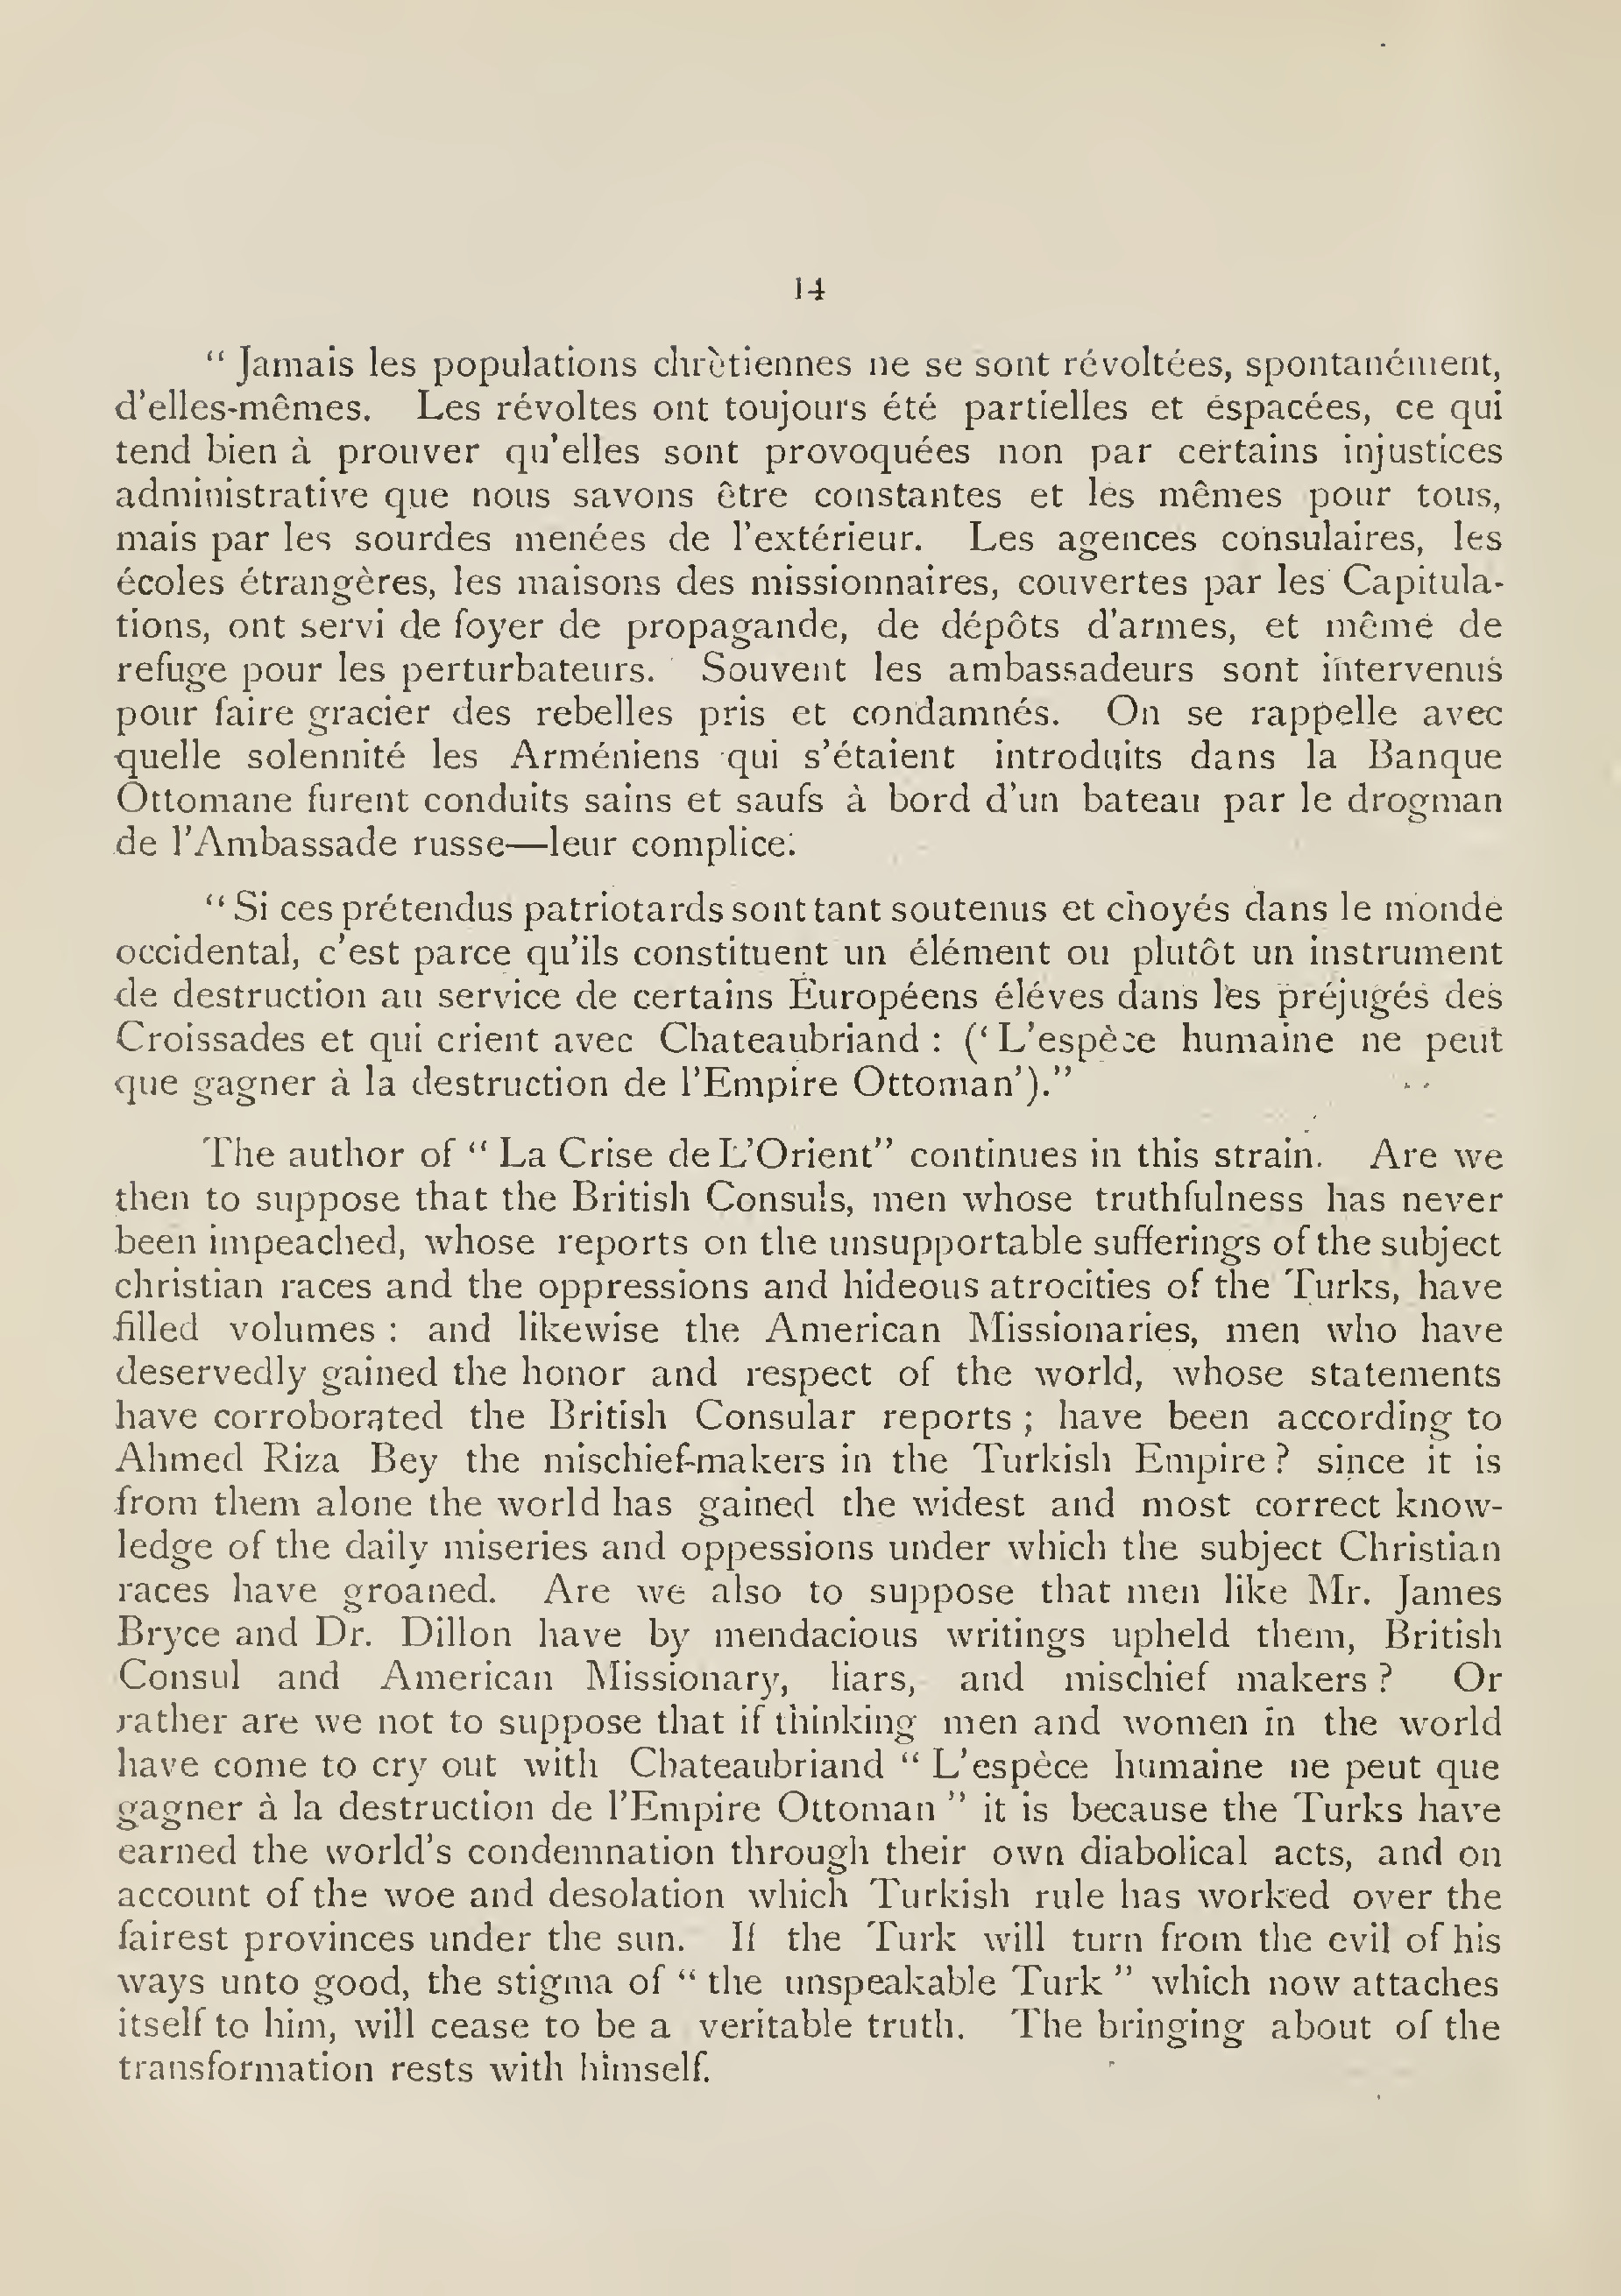 14
“ Jamais les populations chrètiennes ne se sont révoltées, spontanément,
d’elles-mêmes. Les révoltes ont toujours été partielles et éspacées, ce qui
tend bien à prouver qu’elles sont provoquées non par certains injustices
administrative que nous savons être constantes et les mêmes pour tous,
mais par les sourdes menées de l’extérieur. Les agences consulaires, les
écoles étrangères, les maisons des missionnaires, couvertes par les Capitula-
tions, ont servi de foyer de propagande, de dépôts d’armes, et même de
refuge pour les perturbateurs. Souvent les ambassadeurs sont intervenus
pour faire gracier des rebelles pris et condamnés. On se rappelle avec
quelle solennité les Arméniens qui s’étaient introduits dans la Banque
Ottomane furent conduits sains et saufs à bord d’un bateau par le drogman
de l’Ambassade russe—leur complice.
“ Si ces prétendus patriotards sont tant soutenus et choyés dans le monde
occidental, c’est parce qu’ils constituent un élément ou plutôt un instrument
de destruction au service de certains Européens éléves dans les préjugés des
Croissades et qui crient avec Chateaubriand : (‘ L’espèce humaine ne peut
que gagner à la destruction de l’Empire Ottoman’).”
The author of “ La Crise de L’Orient” continues in this strain. Are we
then to suppose that the British Consuls, men whose truthfulness has never
been impeached, whose reports on the unsupportable sufferings of the subject
christian races and the oppressions and hideous atrocities of the Turks, have
filled volumes : and likewise the American Missionaries, men who have
deservedly gained the honor and respect of the world, whose statements
have corroborated the British Consular reports ; have been according to
Ahmed Riza Bey the mischief-makers in the Turkish Empire ? since it is
from them alone the world has gained the widest and most correct know-
ledge of the daily miseries and oppessions under which the subject Christian
races have groaned. Are we also to suppose that men like Mr. James
Bryce and Dr. Dillon have by mendacious writings upheld them, British
Consul and American Missionary, liars, and mischief makers ? Or
rather are we not to suppose that if thinking men and women in the world
have come to cry out with Chateaubriand “ L’espèce humaine ne peut que
gagner à la destruction de l’Empire Ottoman ” it is because the Turks have
earned the world’s condemnation through their own diabolical acts, and on
account of the woe and desolation which Turkish rule has worked over the
fairest provinces under the sun. If the Turk will turn from the evil of his
ways unto good, the stigma of “ the unspeakable Turk ” which now attaches
itself to him, will cease to be a veritable truth. The bringing about of the
transformation rests with himself.